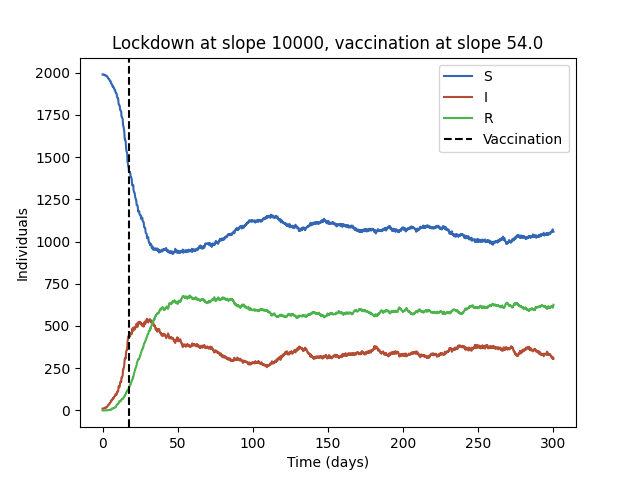 Lockdown at slope 10000, vaccination at slope 54.0
S
I
R
Vaccination
Individuals
2000
1750
1500
1250
1000
750
500
250
0
0 50 100 150 200 250 300
Time (days)